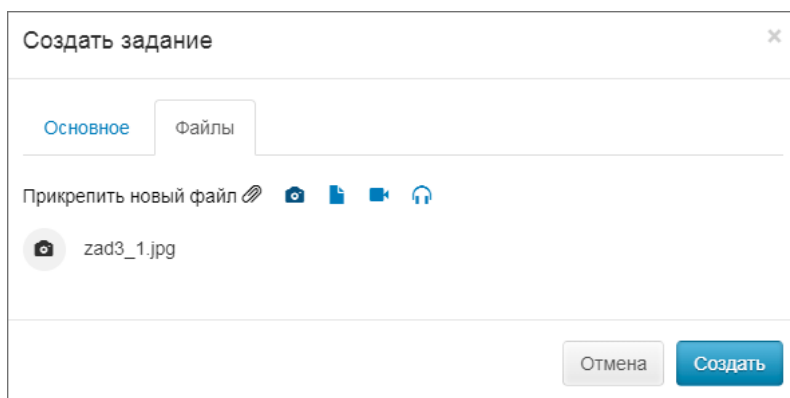 Создать задание
Основное Файлы
Прикрепить новый файл
zad3_1.jpg
Отмена Создать